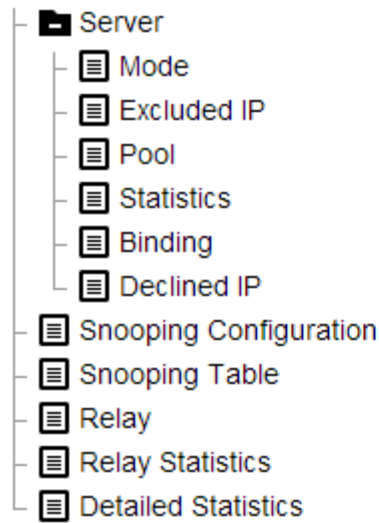 Server
Mode
Excluded IP
Pool
Statistics
Binding
Declined IP
Snooping Configuration
Snooping Table
Relay
Relay Statistics
Detailed Statistics